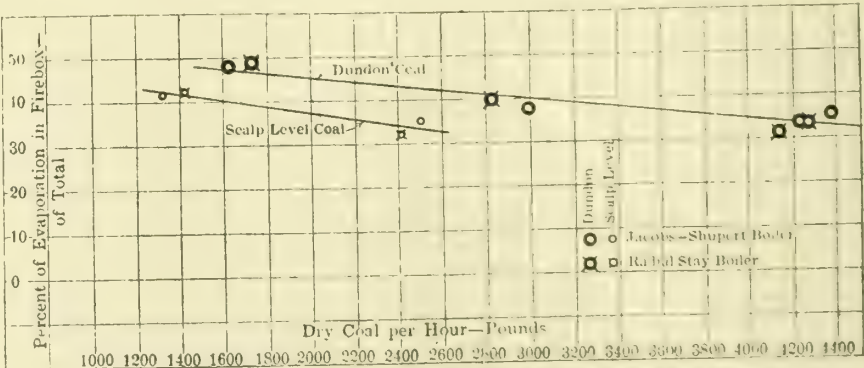 Percent of Evaporation in Firebox—
of Total
50
40
30
20
10
0
Dundon Coal
Scalp Level Coal
Dundon
Scalp Level
Jacobs-Shupert Boiler
Radial Stay Boiler
Dry Coal per Hour—Pounds
1000 1200 1400 1600 1800 2000 2200 2400 2600 2800 3000 3200 3400 3600 3800 4000 4200 4400